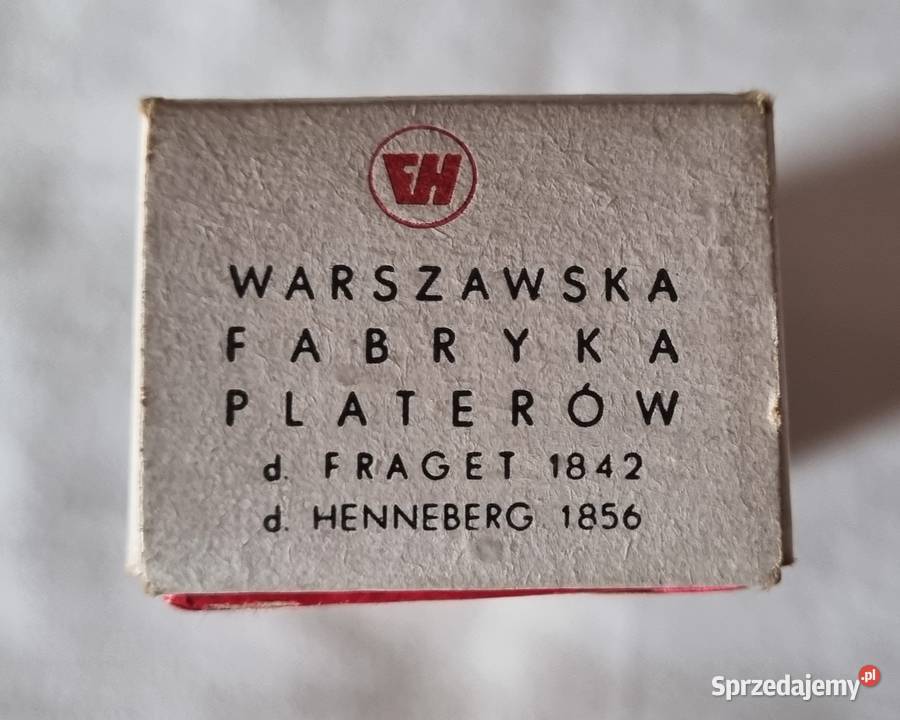 FH
WARSZAWSKA
FABRYKA
PLATERÓW
d. FRAGET 1842
d. HENNEBERG 1856
Sprzedajemy.pl